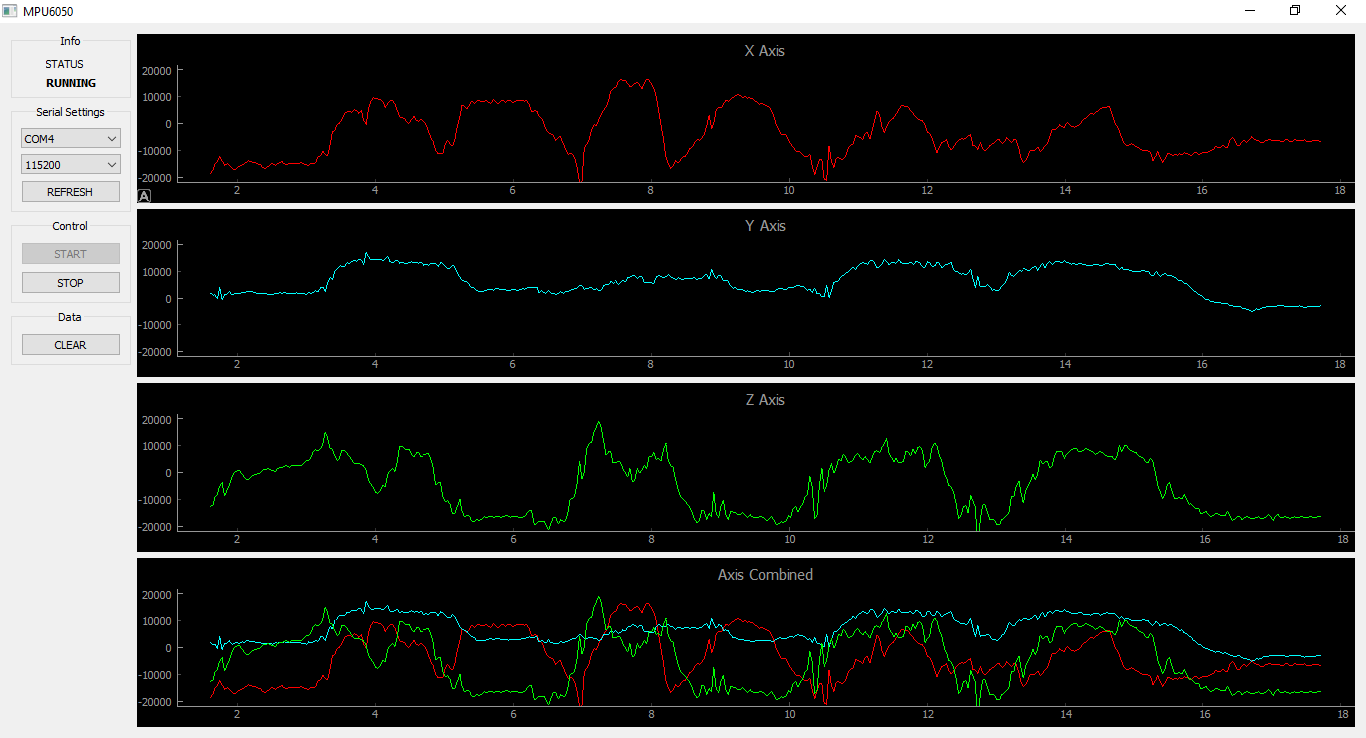 MPU6050
Info
STATUS
RUNNING
Serial Settings
COM4
115200
REFRESH
Control
START
STOP
Data
CLEAR
X Axis
20000
10000
0
-10000
-20000
2 4 6 8 10 12 14 16 18
A
Y Axis
20000
10000
0
-10000
-20000
2 4 6 8 10 12 14 16 18
Z Axis
20000
10000
0
-10000
-20000
2 4 6 8 10 12 14 16 18
Axis Combined
20000
10000
0
-10000
-20000
2 4 6 8 10 12 14 16 18